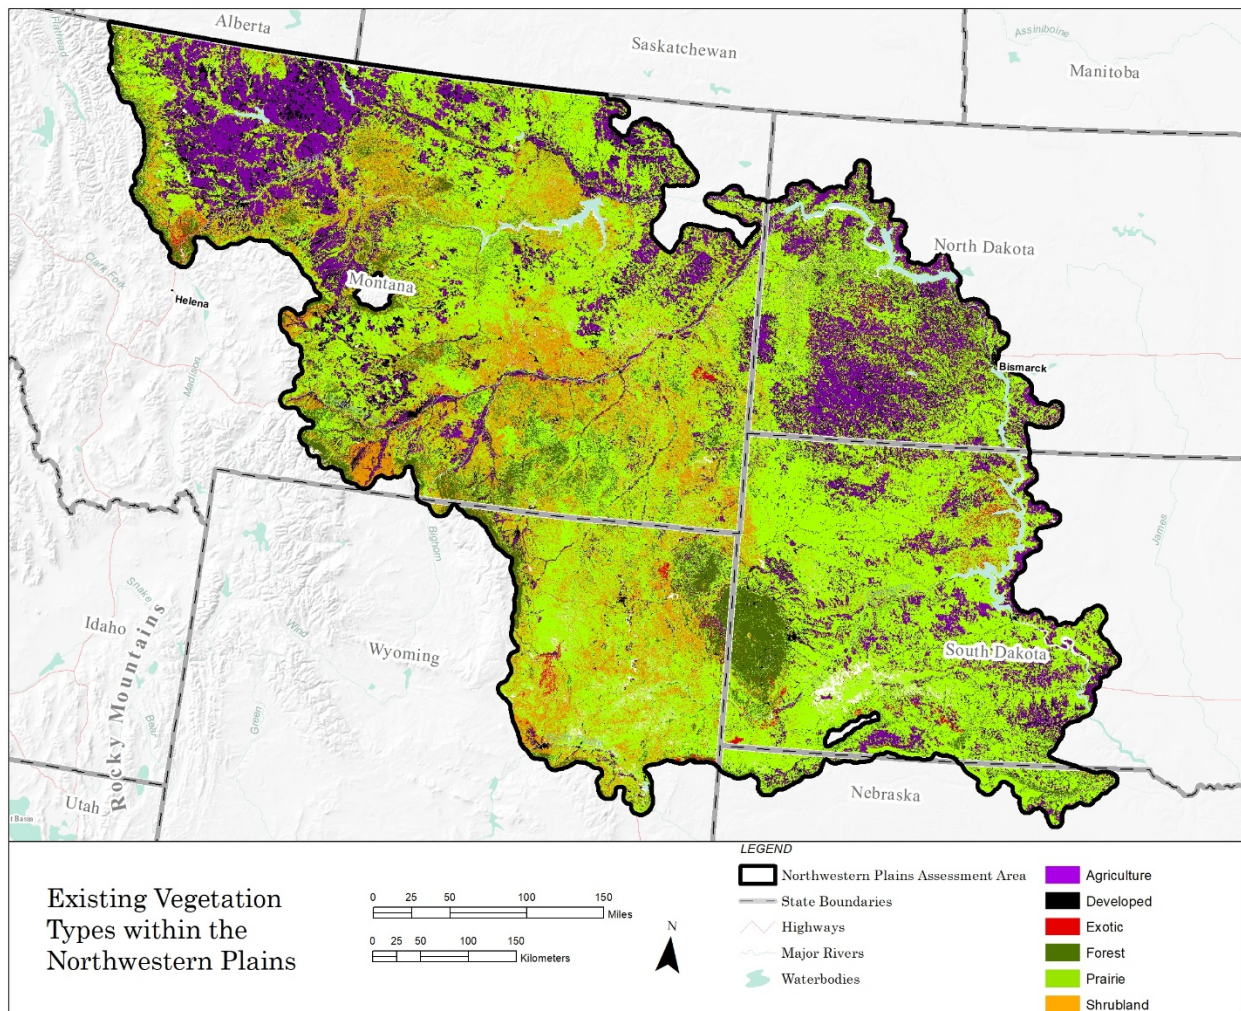 Alberta
Saskatchewan
Assiniboine
Manitoba
Flathead
North Dakota
Clark Fork
Montana
Helena
Madison
Bismarck
Bighorn
James
Snake
Idaho
Wind
Wyoming
South Dakota
Rocky Mountains
Green
Bear
Utah
Nebraska
t Basin
LEGEND
Existing Vegetation
Types within the
Northwestern Plains
0 25 50 100 150
Miles
0 25 50 100 150
Kilometers
N
Northwestern Plains Assessment Area
State Boundaries
Highways
Major Rivers
Waterbodies
Agriculture
Developed
Exotic
Forest
Prairie
Shrubland